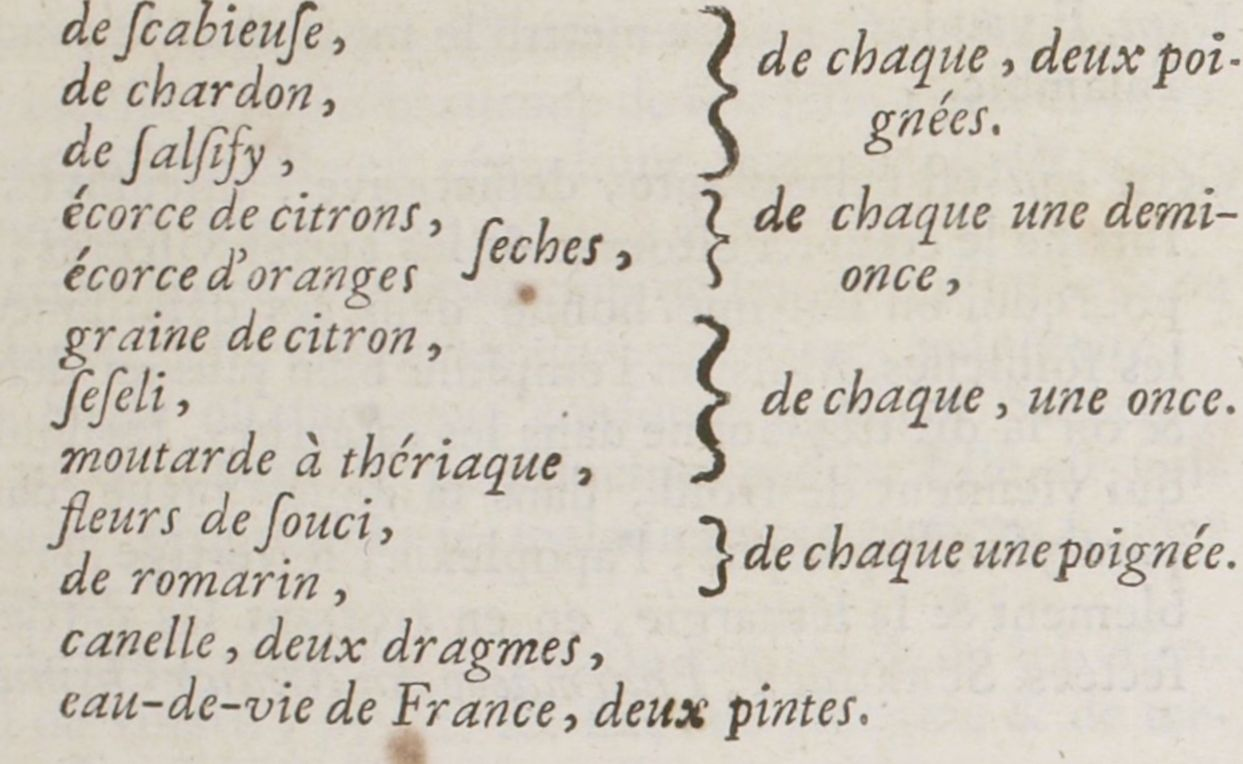 de ſcabieuſe,
de chardon,
de ſalſify,
} de chaque, deux poi-
gnées.
écorce de citrons,
écorce d'oranges
ſeches,
} de chaque une demi-
once,
graine de citron,
ſeſeli,
moutarde à thériaque,
} de chaque, une once.
fleurs de ſouci,
de romarin,
} de chaque une poignée.
canelle, deux dragmes,
eau-de-vie de France, deux pintes.